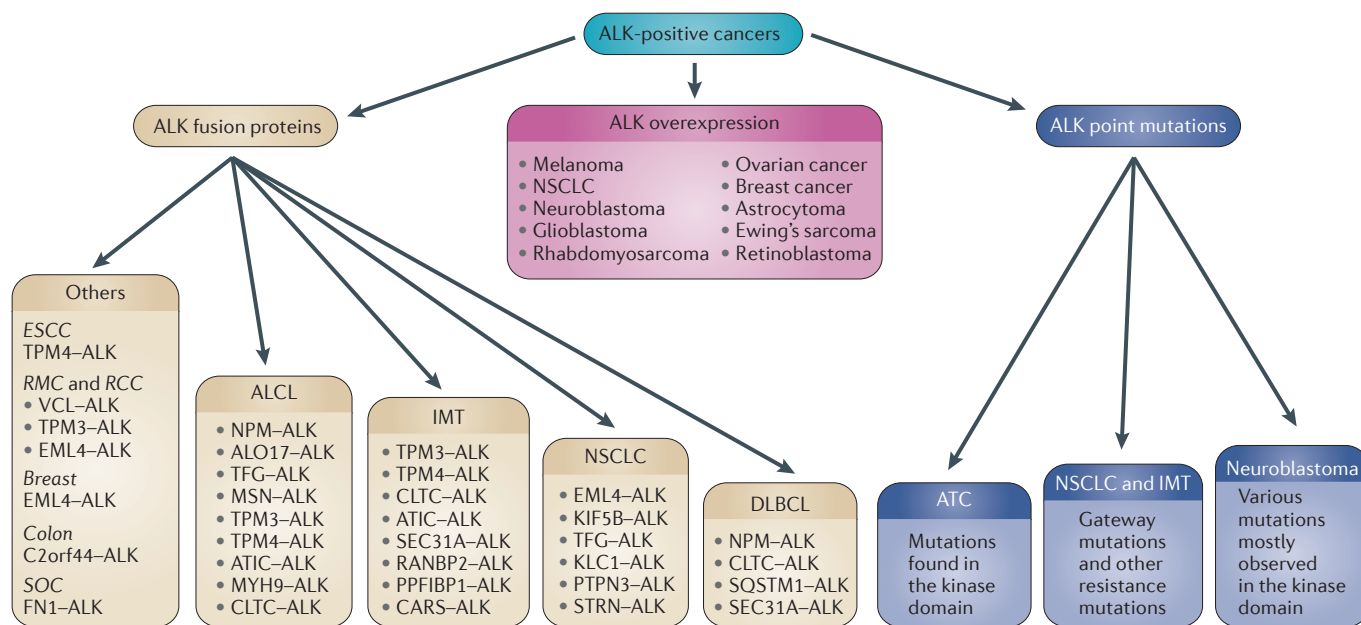 ALK-positive cancers
ALK fusion proteins
ALK overexpression
• Melanoma
• NSCLC
• Neuroblastoma
• Glioblastoma
• Rhabdomyosarcoma
• Ovarian cancer
• Breast cancer
• Astrocytoma
• Ewing's sarcoma
• Retinoblastoma
ALK point mutations
Others
ESCC
TPM4–ALK
RMC and RCC
• VCL–ALK
• TPM3–ALK
• EML4–ALK
Breast
EML4–ALK
Colon
C2orf44–ALK
SOC
FN1–ALK
ALCL
• NPM–ALK
• ALO17–ALK
• TFG–ALK
• MSN–ALK
• TPM3–ALK
• TPM4–ALK
• ATIC–ALK
• MYH9–ALK
• CLTC–ALK
IMT
• TPM3–ALK
• TPM4–ALK
• CLTC–ALK
• ATIC–ALK
• SEC31A–ALK
• RANBP2–ALK
• PPFIBP1–ALK
• CARS–ALK
NSCLC
• EML4–ALK
• KIF5B–ALK
• TFG–ALK
• KLC1–ALK
• PTPN3–ALK
• STRN–ALK
DLBCL
• NPM–ALK
• CLTC–ALK
• SQSTM1–ALK
• SEC31A–ALK
ATC
Mutations
found in
the kinase
domain
NSCLC and IMT
Gateway
mutations
and other
resistance
mutations
Neuroblastoma
Various
mutations
mostly
observed
in the kinase
domain